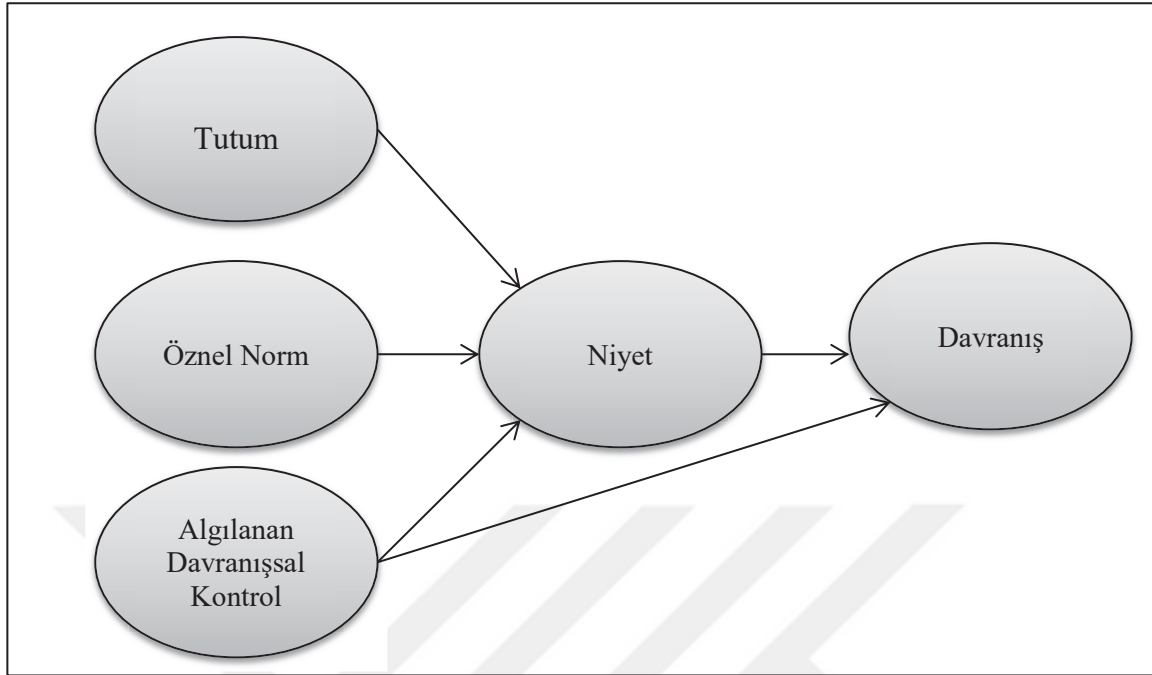 Tutum
Öznel Norm
Niyet
Davranış
Algılanan
Davranışsal
Kontrol